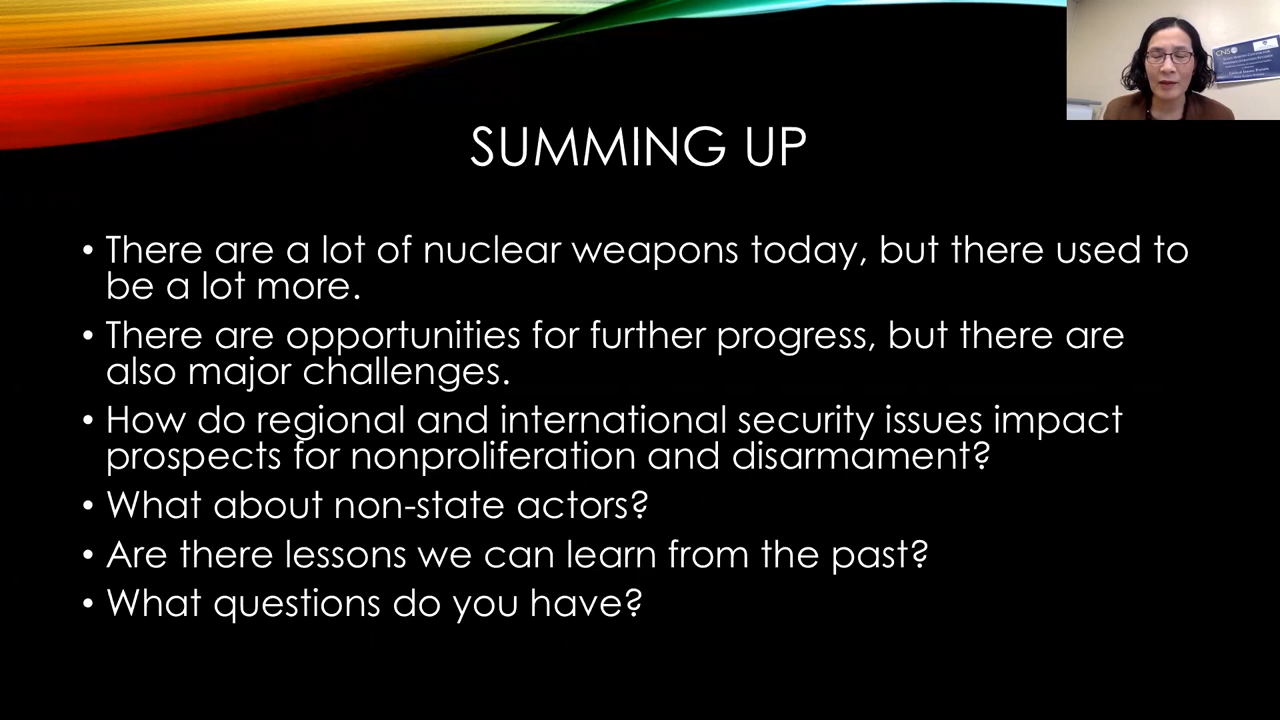 CNS
SUMMING UP
• There are a lot of nuclear weapons today, but there used to
be a lot more.
• There are opportunities for further progress, but there are
also major challenges.
• How do regional and international security issues impact
prospects for nonproliferation and disarmament?
• What about non-state actors?
• Are there lessons we can learn from the past?
• What questions do you have?